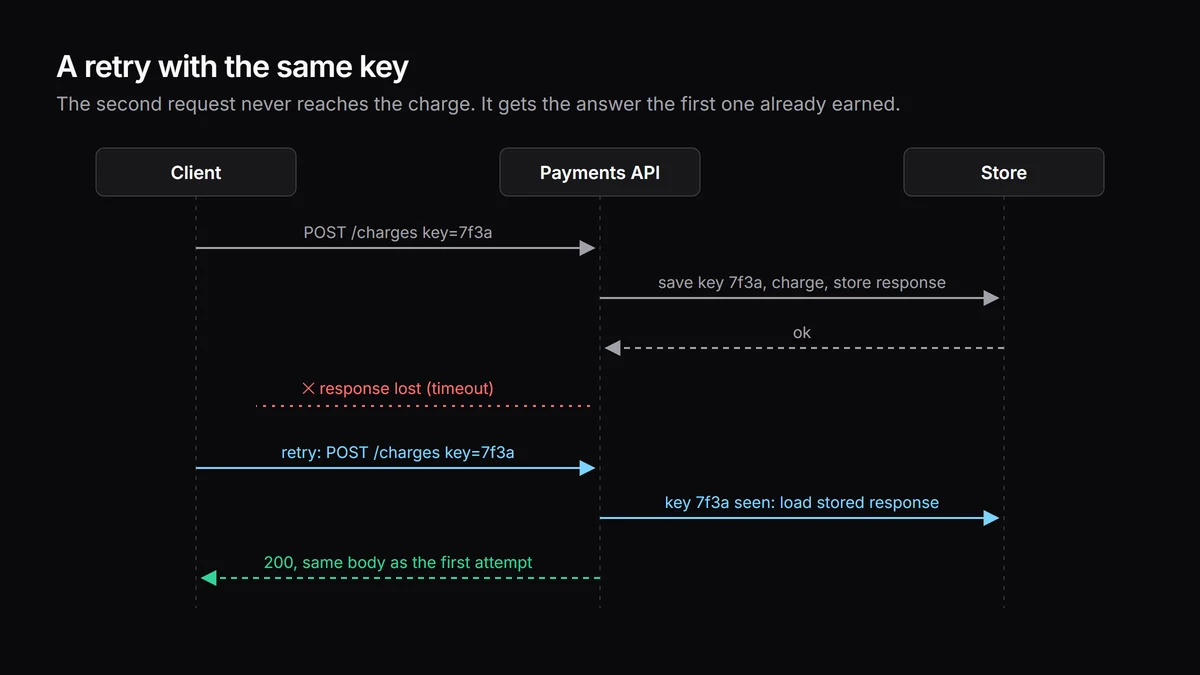 A retry with the same key
The second request never reaches the charge. It gets the answer the first one already earned.
Client
Payments API
Store
POST /charges key=7f3a
save key 7f3a, charge, store response
ok
✕ response lost (timeout)
retry: POST /charges key=7f3a
key 7f3a seen: load stored response
200, same body as the first attempt